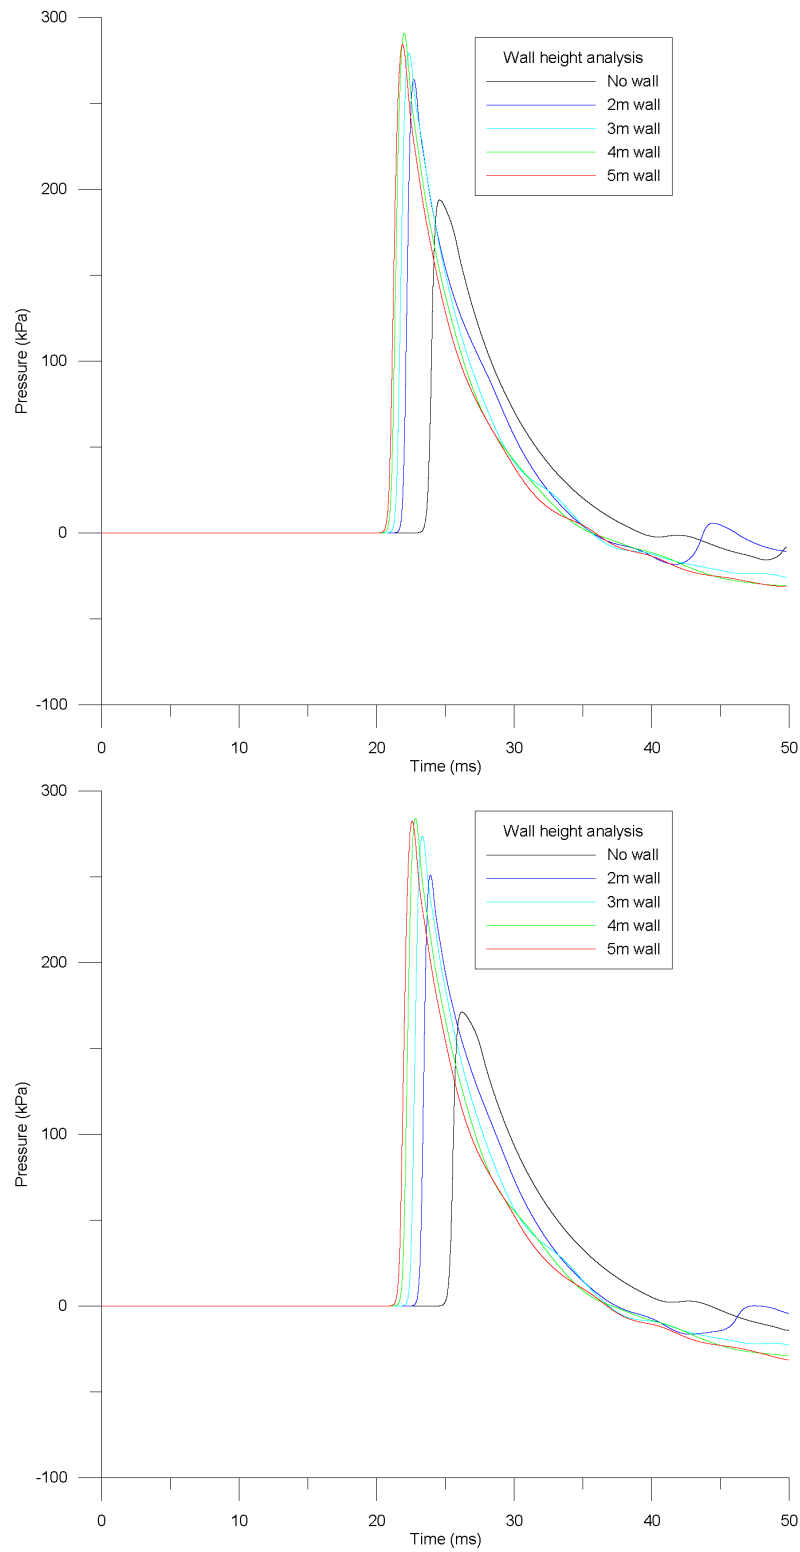 300
Wall height analysis
No wall
2m wall
3m wall
4m wall
5m wall
200
100
0
-100
Pressure (kPa)
0 10 20 30 40 50
Time (ms)
300
Wall height analysis
No wall
2m wall
3m wall
4m wall
5m wall
200
100
0
-100
Pressure (kPa)
0 10 20 30 40 50
Time (ms)